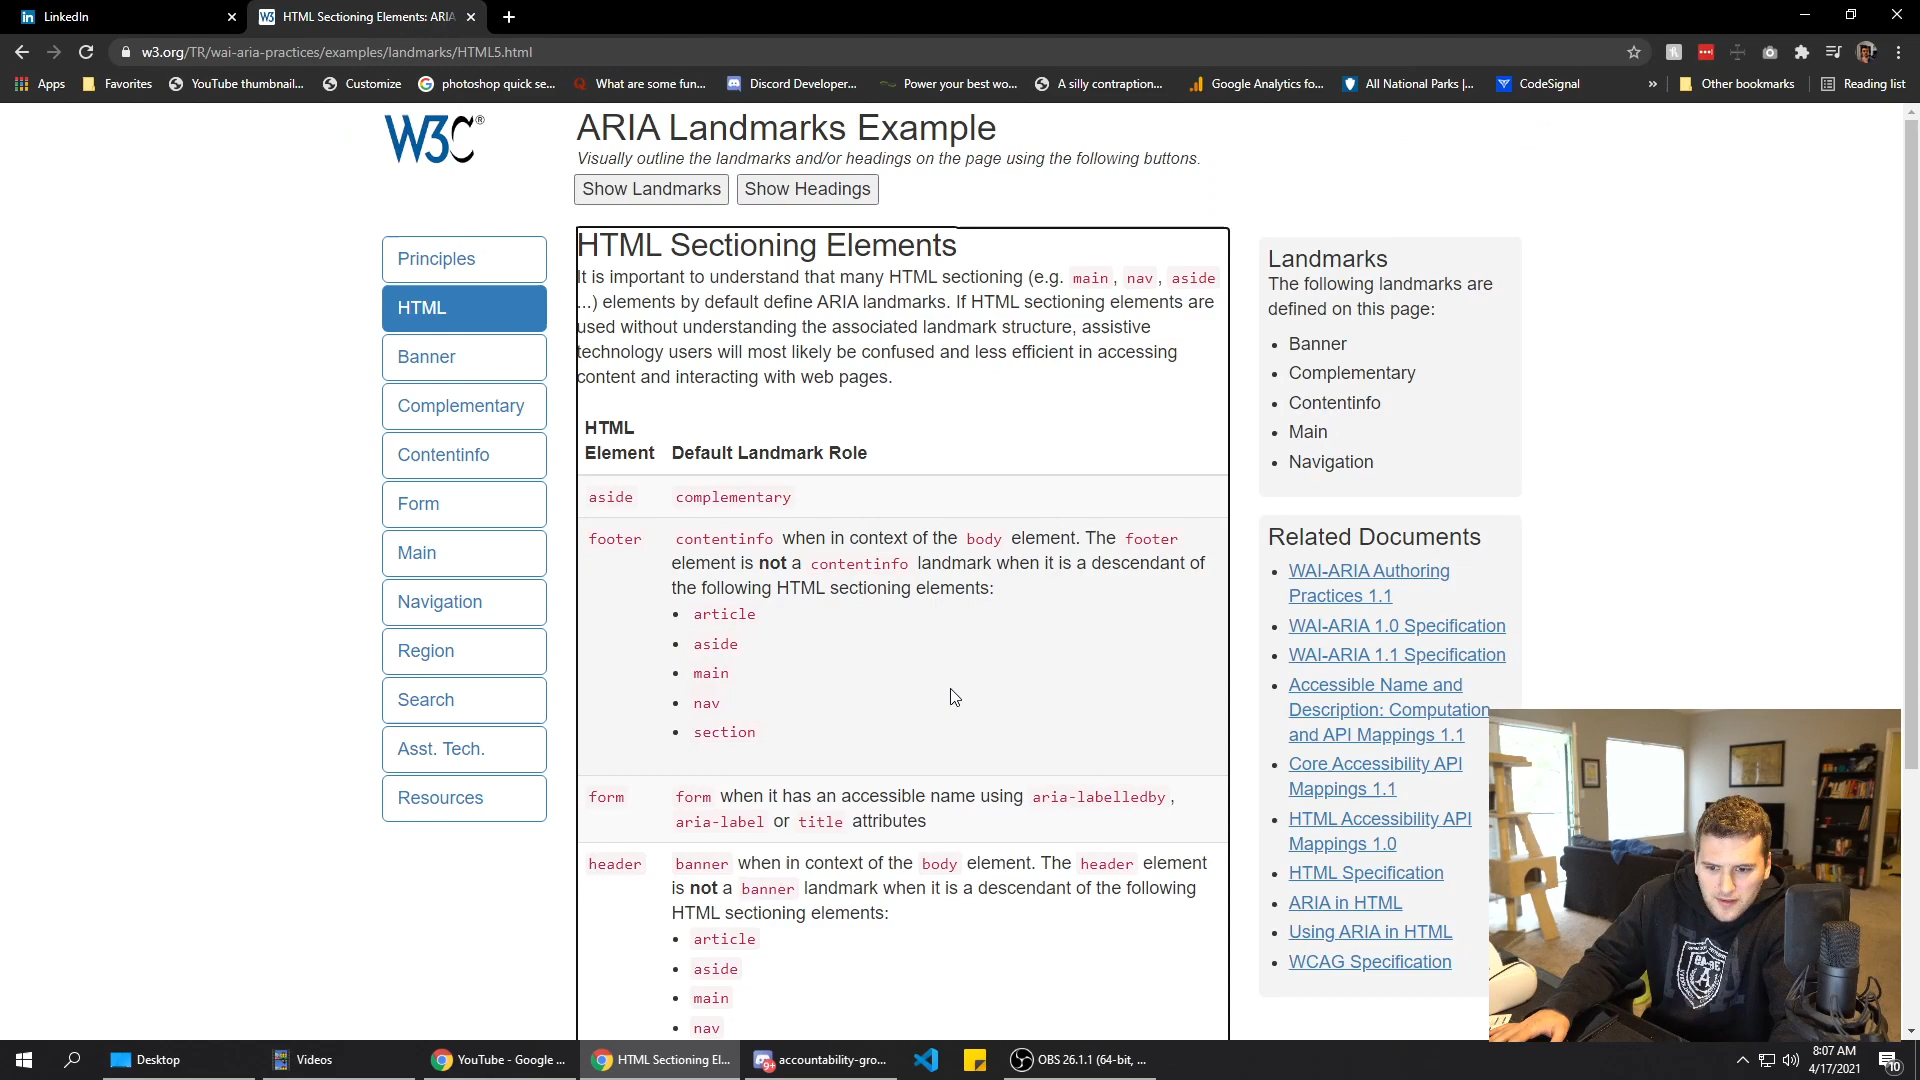 LinkedIn
HTML Sectioning Elements: ARIA
w3.org/TR/wai-aria-practices/examples/landmarks/HTML5.html
Apps
Favorites
YouTube thumbnail...
Customize
photoshop quick se...
What are some fun...
Discord Developer...
Power your best wo...
A silly contraption...
Google Analytics fo...
All National Parks |...
CodeSignal
»
Other bookmarks
Reading list
W3C®
ARIA Landmarks Example
Visually outline the landmarks and/or headings on the page using the following buttons.
Show Landmarks
Show Headings
Principles
HTML
Banner
Complementary
Contentinfo
Form
Main
Navigation
Region
Search
Asst. Tech.
Resources
HTML Sectioning Elements
It is important to understand that many HTML sectioning (e.g. main, nav, aside
...) elements by default define ARIA landmarks. If HTML sectioning elements are
used without understanding the associated landmark structure, assistive
technology users will most likely be confused and less efficient in accessing
content and interacting with web pages.
HTML
Element Default Landmark Role
aside complementary
footer contentinfo when in context of the body element. The footer
element is not a contentinfo landmark when it is a descendant of
the following HTML sectioning elements:
• article
• aside
• main
• nav
• section
form form when it has an accessible name using aria-labelledby,
aria-label or title attributes
header banner when in context of the body element. The header element
is not a banner landmark when it is a descendant of the following
HTML sectioning elements:
• article
• aside
• main
• nav
Landmarks
The following landmarks are
defined on this page:
• Banner
• Complementary
• Contentinfo
• Main
• Navigation
Related Documents
• WAI-ARIA Authoring
Practices 1.1
• WAI-ARIA 1.0 Specification
• WAI-ARIA 1.1 Specification
• Accessible Name and
Description: Computation
and API Mappings 1.1
• Core Accessibility API
Mappings 1.1
• HTML Accessibility API
Mappings 1.0
• HTML Specification
• ARIA in HTML
• Using ARIA in HTML
• WCAG Specification
Desktop
Videos
YouTube - Google ...
HTML Sectioning El...
accountability-gro...
OBS 26.1.1 (64-bit, ...
8:07 AM
4/17/2021
10